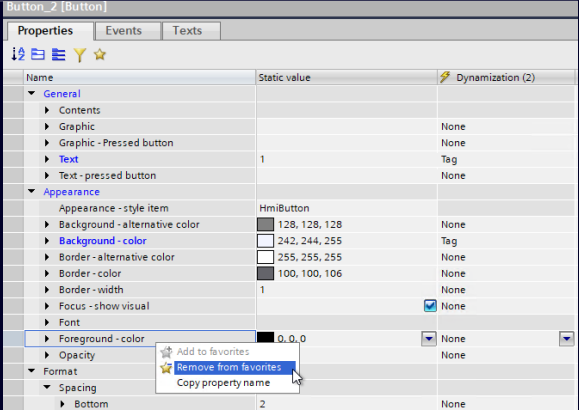 Button_2 [Button]
Properties Events Texts
Name Static value Dynamization (2)
General
Contents
Graphic None
Graphic - Pressed button None
Text 1 Tag
Text - pressed button None
Appearance
Appearance - style item HmiButton
Background - alternative color 128, 128, 128 None
Background - color 242, 244, 255 Tag
Border - alternative color 255, 255, 255 None
Border - color 100, 100, 106 None
Border - width 1 None
Focus - show visual None
Font
Foreground - color 0, 0, 0 None
Opacity None
Add to favorites
Remove from favorites
Copy property name
Format
Spacing
Bottom 2 None